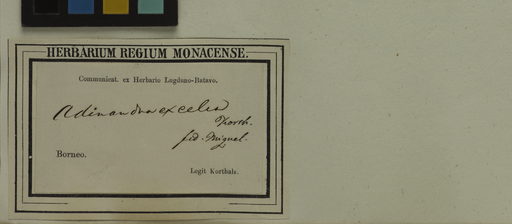 HERBARIUM REGIUM MONACENSE.
Communicat. ex Herbario Lugduno-Batavo.
Adinandra excelsa
Korth.
fid. Miquel.
Borneo.
Legit Korthals.